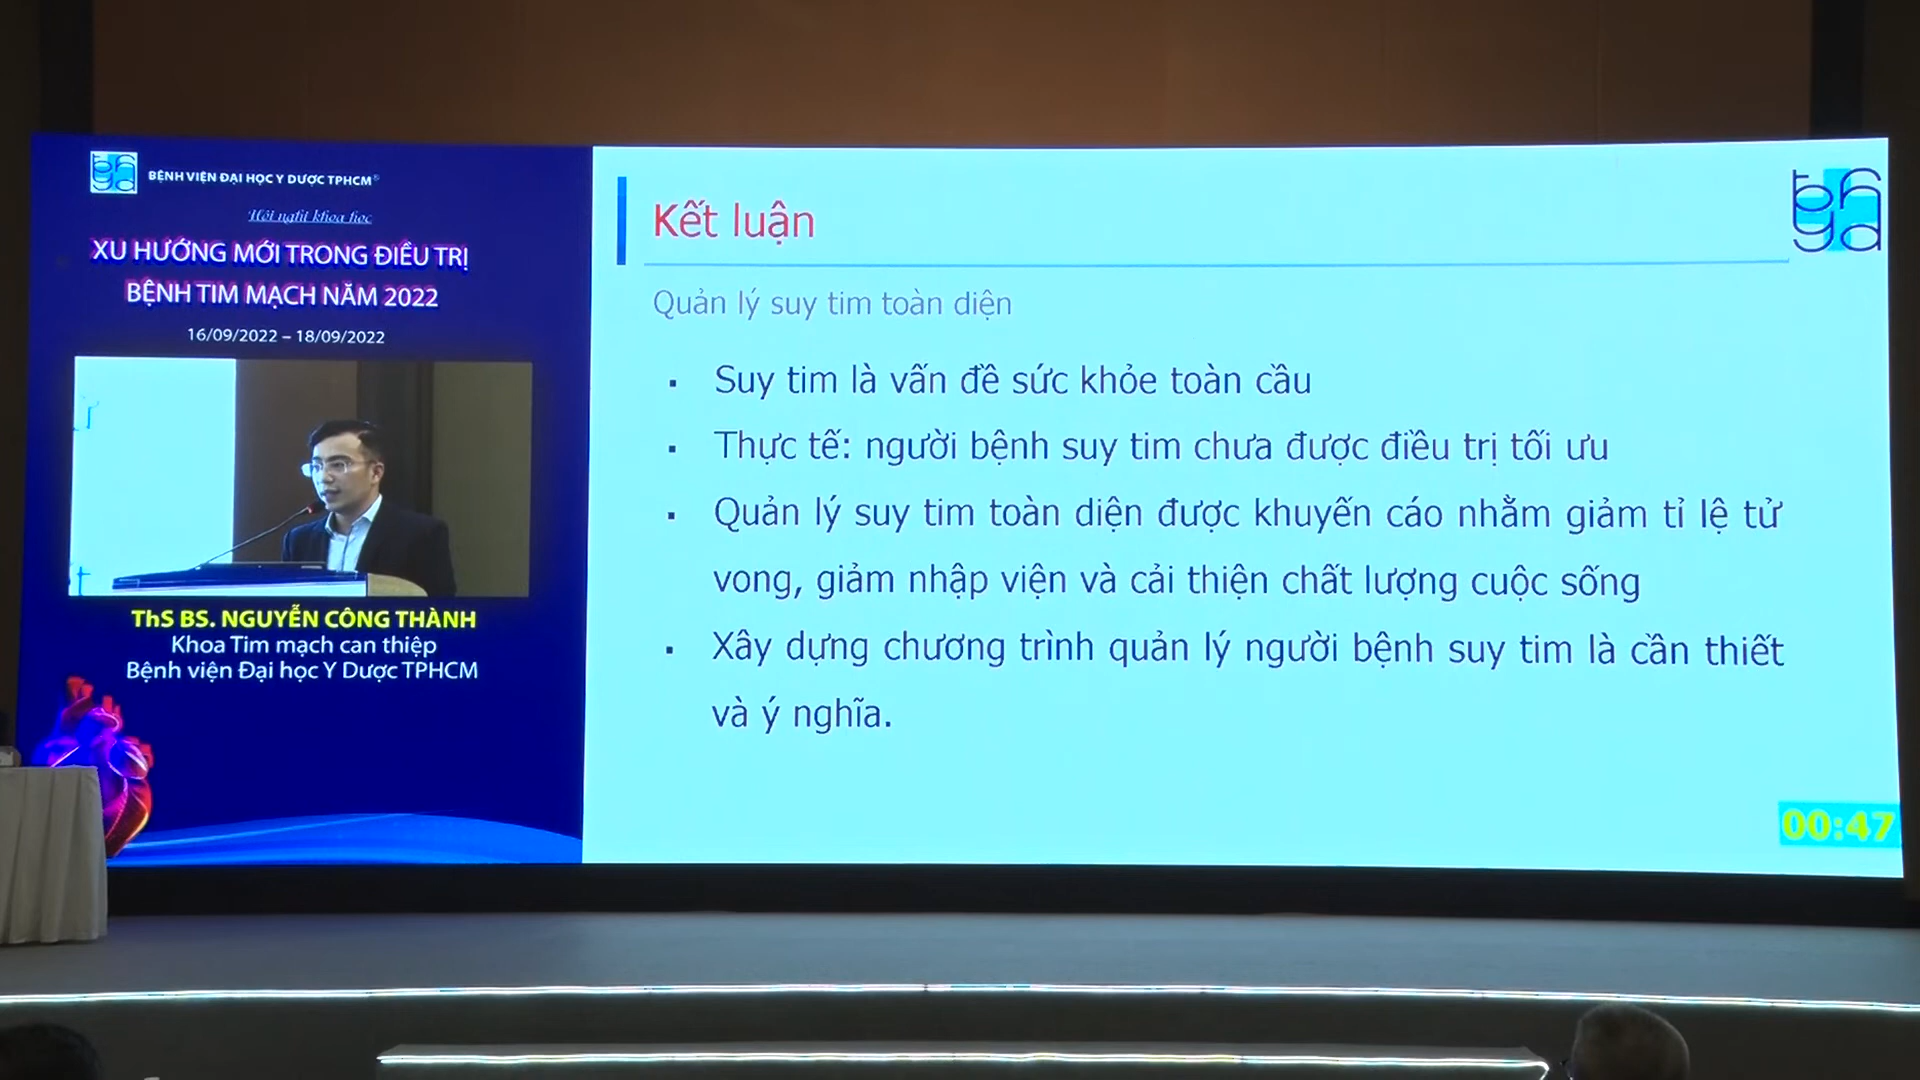 BỆNH VIỆN ĐẠI HỌC Y DƯỢC TPHCM®
Hội nghị khoa học
XU HƯỚNG MỚI TRONG ĐIỀU TRỊ
BỆNH TIM MẠCH NĂM 2022
16/09/2022 – 18/09/2022
ThS BS. NGUYỄN CÔNG THÀNH
Khoa Tim mạch can thiệp
Bệnh viện Đại học Y Dược TPHCM
Kết luận
Quản lý suy tim toàn diện
▪ Suy tim là vấn đề sức khỏe toàn cầu
▪ Thực tế: người bệnh suy tim chưa được điều trị tối ưu
▪ Quản lý suy tim toàn diện được khuyến cáo nhằm giảm tỉ lệ tử
vong, giảm nhập viện và cải thiện chất lượng cuộc sống
▪ Xây dựng chương trình quản lý người bệnh suy tim là cần thiết
và ý nghĩa.
00:47